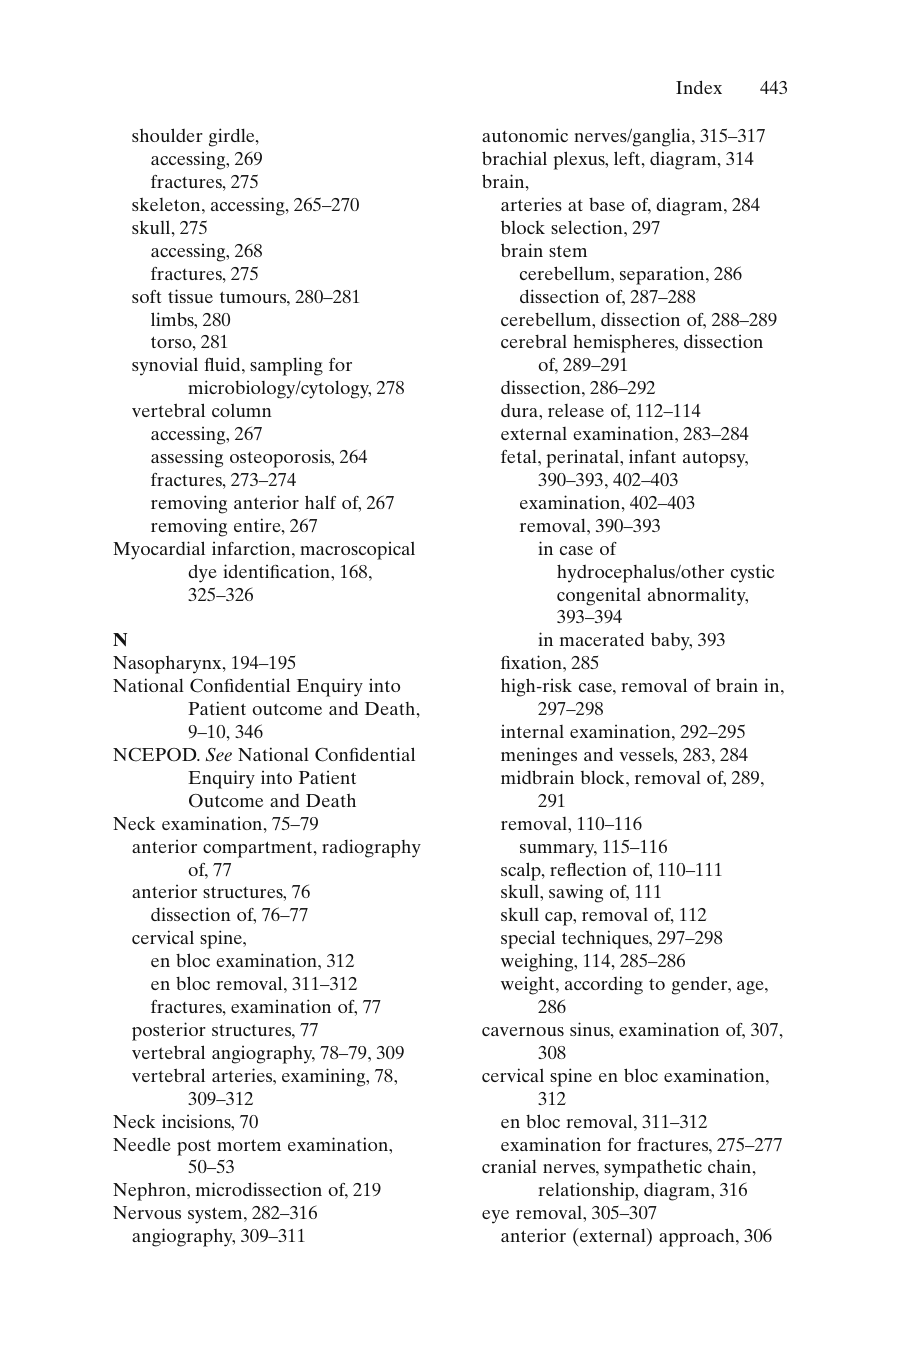 Index 443
shoulder girdle,
accessing, 269
fractures, 275
skeleton, accessing, 265–270
skull, 275
accessing, 268
fractures, 275
soft tissue tumours, 280–281
limbs, 280
torso, 281
synovial fluid, sampling for
microbiology/cytology, 278
vertebral column
accessing, 267
assessing osteoporosis, 264
fractures, 273–274
removing anterior half of, 267
removing entire, 267
Myocardial infarction, macroscopical
dye identification, 168,
325–326
N
Nasopharynx, 194–195
National Confidential Enquiry into
Patient outcome and Death,
9–10, 346
NCEPOD. See National Confidential
Enquiry into Patient
Outcome and Death
Neck examination, 75–79
anterior compartment, radiography
of, 77
anterior structures, 76
dissection of, 76–77
cervical spine,
en bloc examination, 312
en bloc removal, 311–312
fractures, examination of, 77
posterior structures, 77
vertebral angiography, 78–79, 309
vertebral arteries, examining, 78,
309–312
Neck incisions, 70
Needle post mortem examination,
50–53
Nephron, microdissection of, 219
Nervous system, 282–316
angiography, 309–311
autonomic nerves/ganglia, 315–317
brachial plexus, left, diagram, 314
brain,
arteries at base of, diagram, 284
block selection, 297
brain stem
cerebellum, separation, 286
dissection of, 287–288
cerebellum, dissection of, 288–289
cerebral hemispheres, dissection
of, 289–291
dissection, 286–292
dura, release of, 112–114
external examination, 283–284
fetal, perinatal, infant autopsy,
390–393, 402–403
examination, 402–403
removal, 390–393
in case of
hydrocephalus/other cystic
congenital abnormality,
393–394
in macerated baby, 393
fixation, 285
high-risk case, removal of brain in,
297–298
internal examination, 292–295
meninges and vessels, 283, 284
midbrain block, removal of, 289,
291
removal, 110–116
summary, 115–116
scalp, reflection of, 110–111
skull, sawing of, 111
skull cap, removal of, 112
special techniques, 297–298
weighing, 114, 285–286
weight, according to gender, age,
286
cavernous sinus, examination of, 307,
308
cervical spine en bloc examination,
312
en bloc removal, 311–312
examination for fractures, 275–277
cranial nerves, sympathetic chain,
relationship, diagram, 316
eye removal, 305–307
anterior (external) approach, 306